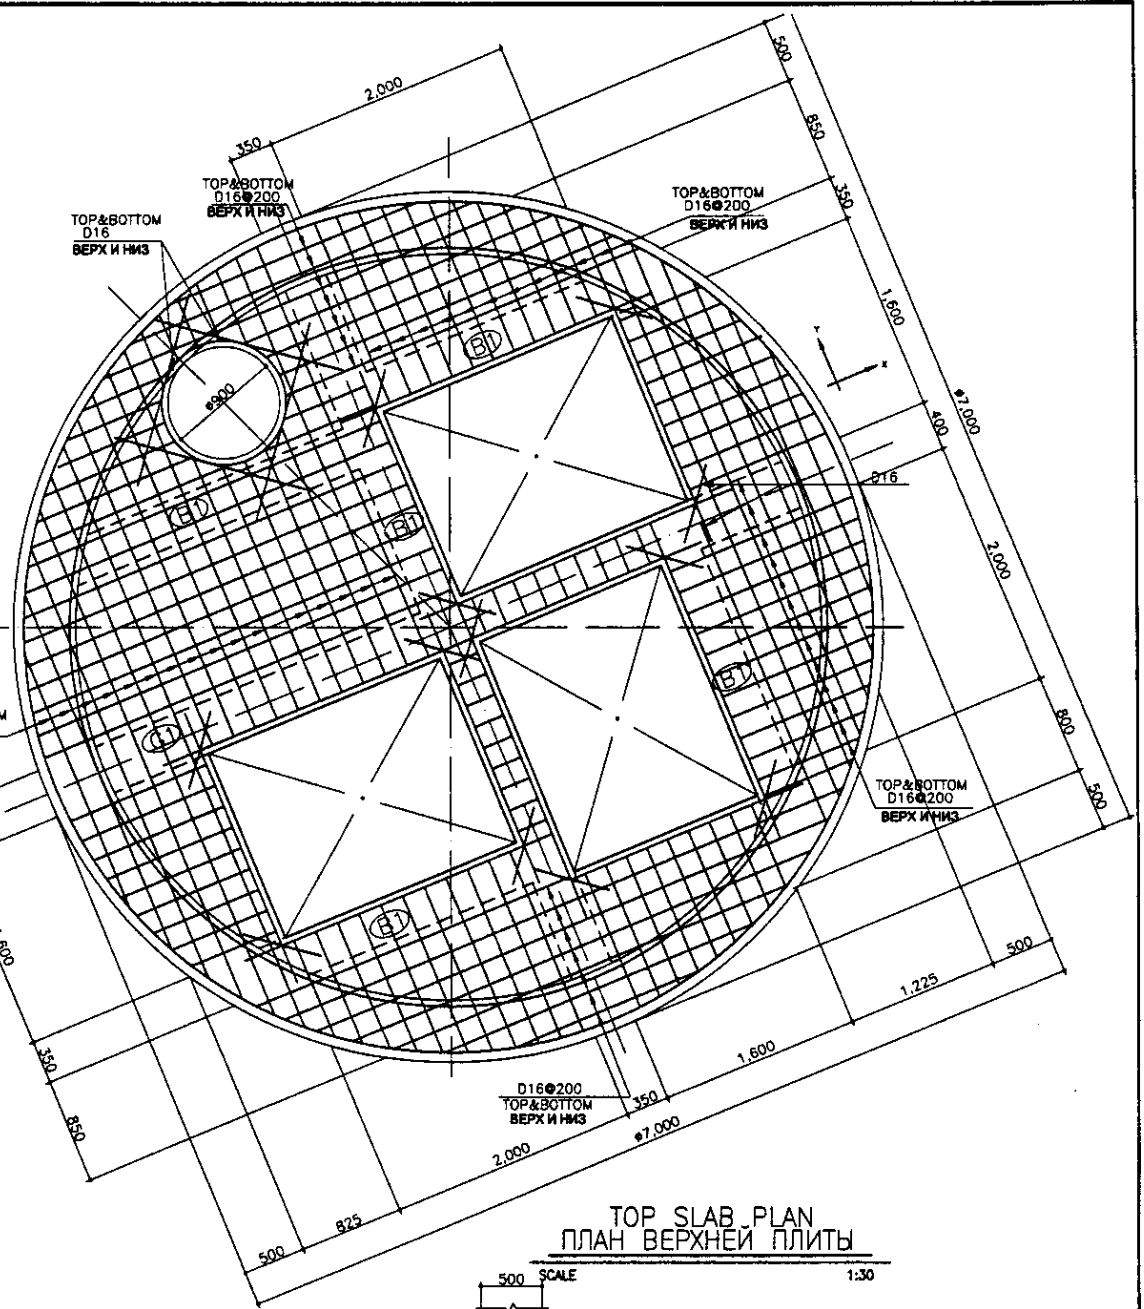 500
2,000
850
350
TOP&BOTTOM
D16@200
ВЕРХ И НИЗ
TOP&BOTTOM
D16@200
ВЕРХ И НИЗ
350
TOP&BOTTOM
D16
ВЕРХ И НИЗ
1,600
Y
X
B1
ø900
ø7,000
400
D16
B1
B1
2,000
B1
C1
800
TOP&BOTTOM
D16@200
ВЕРХ И НИЗ
500
B1
500
1,225
350
1,600
D16@200
TOP&BOTTOM
ВЕРХ И НИЗ
350
850
ø7,000
2,000
825
500
TOP SLAB PLAN
ПЛАН ВЕРХНЕЙ ПЛИТЫ
SCALE 1:30
500